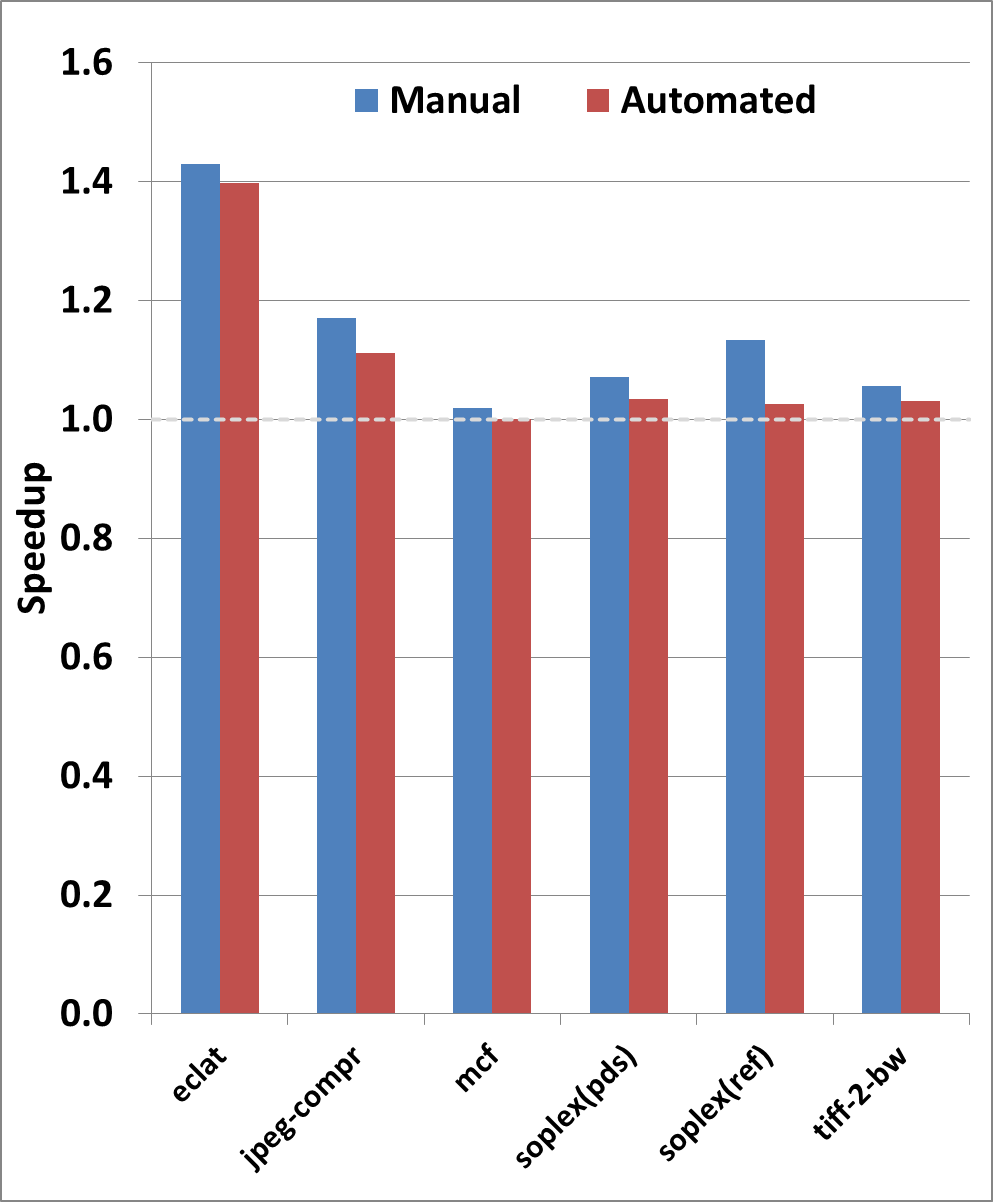 1.6
Manual Automated
1.4
1.2
1.0
0.8
0.6
0.4
0.2
0.0
Speedup
eclat
jpeg-compr
mcf
soplex(pds)
soplex(ref)
tiff-2-bw